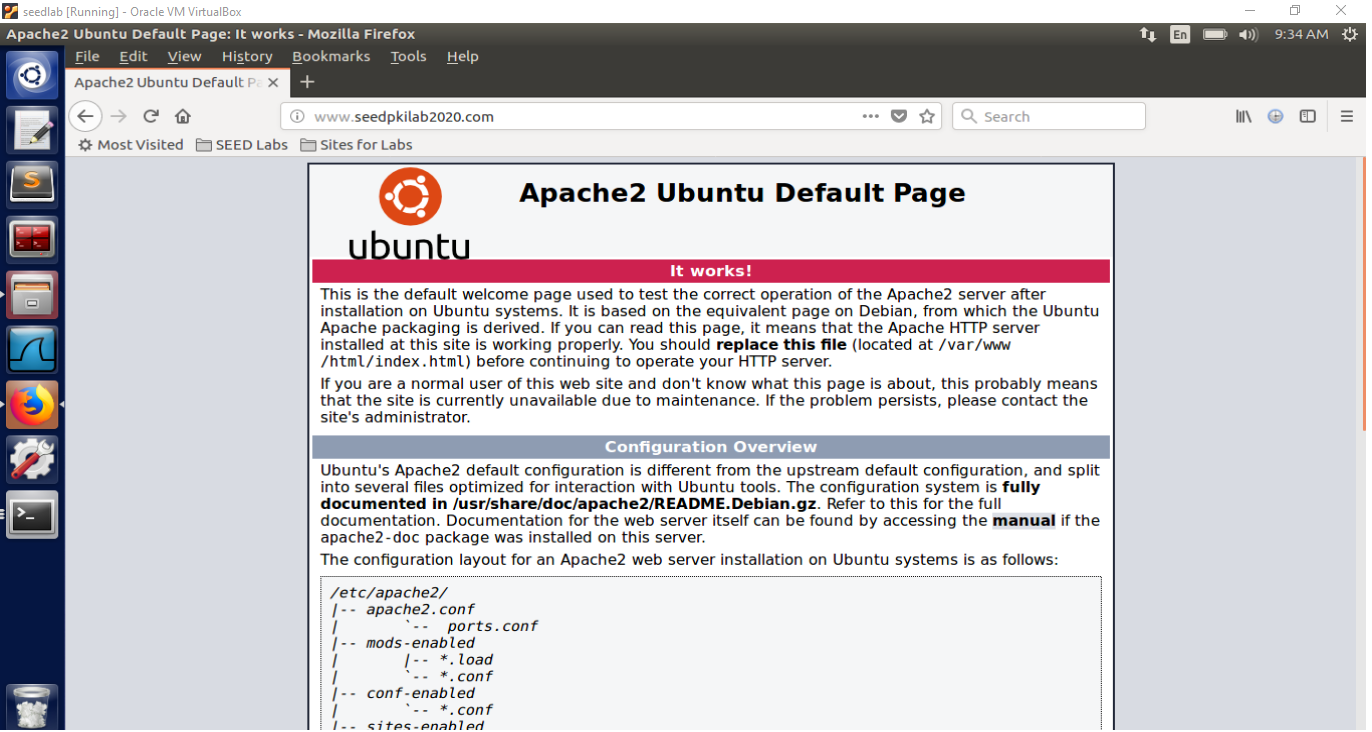 seedlab [Running] - Oracle VM VirtualBox
Apache2 Ubuntu Default Page: It works - Mozilla Firefox
En
9:34 AM
File Edit View History Bookmarks Tools Help
Apache2 Ubuntu Default Pa
www.seedpkilab2020.com
Search
Most Visited SEED Labs Sites for Labs
ubuntu
Apache2 Ubuntu Default Page
It works!
This is the default welcome page used to test the correct operation of the Apache2 server after
installation on Ubuntu systems. It is based on the equivalent page on Debian, from which the Ubuntu
Apache packaging is derived. If you can read this page, it means that the Apache HTTP server
installed at this site is working properly. You should replace this file (located at /var/www
/html/index.html) before continuing to operate your HTTP server.
If you are a normal user of this web site and don't know what this page is about, this probably means
that the site is currently unavailable due to maintenance. If the problem persists, please contact the
site's administrator.
Configuration Overview
Ubuntu's Apache2 default configuration is different from the upstream default configuration, and split
into several files optimized for interaction with Ubuntu tools. The configuration system is fully
documented in /usr/share/doc/apache2/README.Debian.gz. Refer to this for the full
documentation. Documentation for the web server itself can be found by accessing the manual if the
apache2-doc package was installed on this server.
The configuration layout for an Apache2 web server installation on Ubuntu systems is as follows:
/etc/apache2/
|-- apache2.conf
|       `--  ports.conf
|-- mods-enabled
|       |-- *.load
|       `-- *.conf
|-- conf-enabled
|       `-- *.conf
|-- sites-enabled